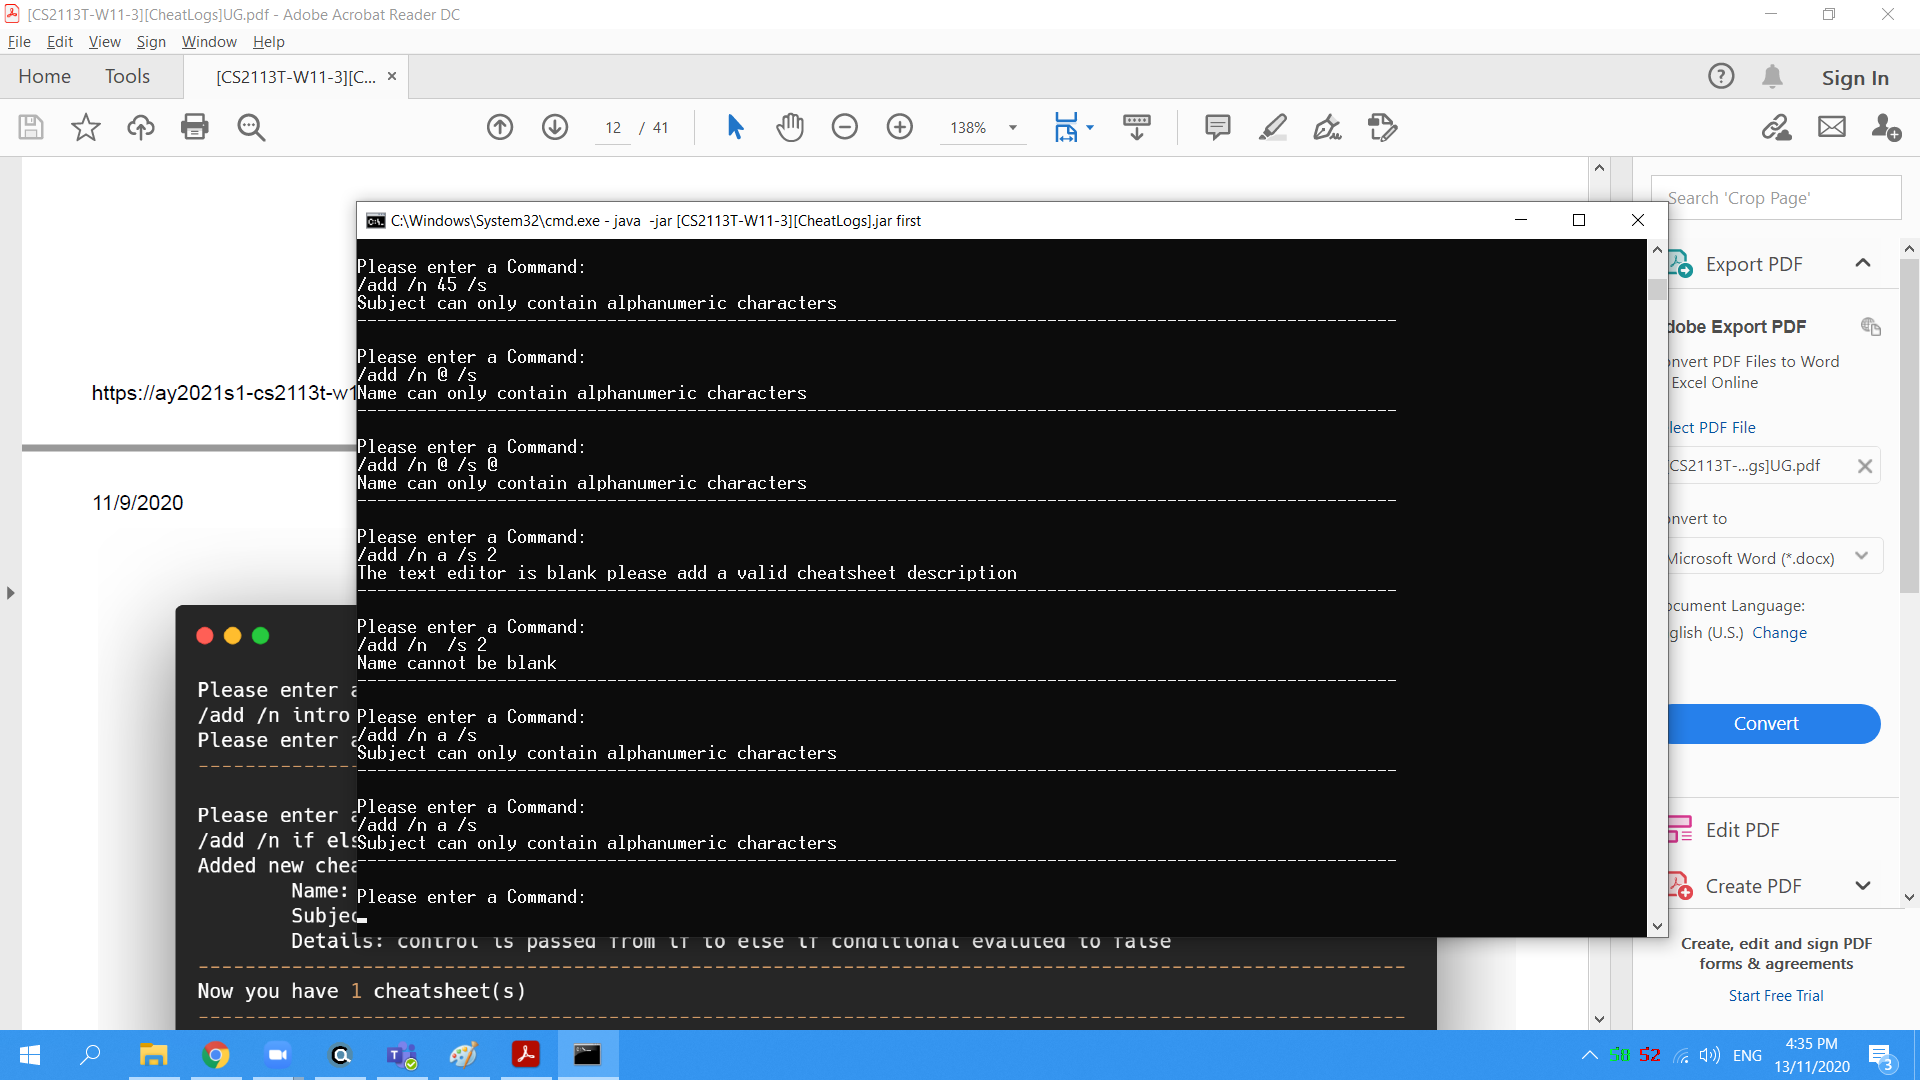 [CS2113T-W11-3][CheatLogs]UG.pdf - Adobe Acrobat Reader DC
File Edit View Sign Window Help
Home Tools [CS2113T-W11-3][C... × Sign In
12 / 41 138%
Search 'Crop Page'
C:\Windows\System32\cmd.exe - java -jar [CS2113T-W11-3][CheatLogs].jar first
Please enter a Command:
/add /n 45 /s
Subject can only contain alphanumeric characters
Please enter a Command:
/add /n @ /s
Name can only contain alphanumeric characters
Please enter a Command:
/add /n @ /s @
Name can only contain alphanumeric characters
Please enter a Command:
/add /n a /s 2
The text editor is blank please add a valid cheatsheet description
Please enter a Command:
/add /n  /s 2
Name cannot be blank
Please enter a Command:
/add /n a /s
Subject can only contain alphanumeric characters
Please enter a Command:
/add /n a /s
Subject can only contain alphanumeric characters
Please enter a Command:
https://ay2021s1-cs2113t-w1
11/9/2020
Please enter
/add /n intro
Please enter
Please enter
/add /n if els
Added new chea
Name:
Subjec
Details: control is passed from if to else if conditional evaluted to false
Now you have 1 cheatsheet(s)
Export PDF
dobe Export PDF
nvert PDF Files to Word
Excel Online
lect PDF File
CS2113T-...gs]UG.pdf
nvert to
Microsoft Word (*.docx)
ocument Language:
glish (U.S.) Change
Convert
Edit PDF
Create PDF
Create, edit and sign PDF
forms & agreements
Start Free Trial
58 52 ENG
4:35 PM
13/11/2020
3